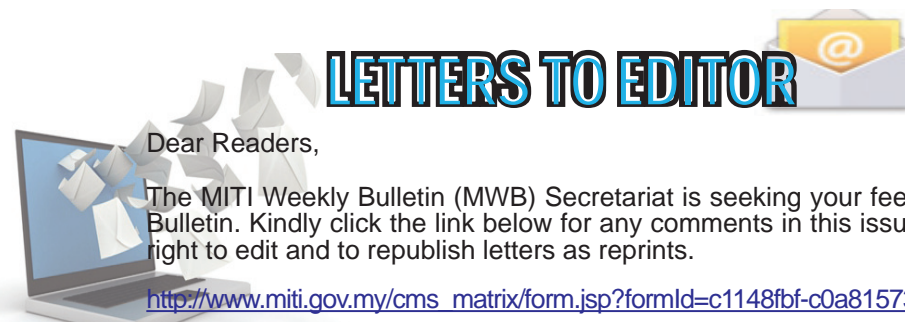 @
LETTERS TO EDITOR
Dear Readers,
The MITI Weekly Bulletin (MWB) Secretariat is seeking your fee
Bulletin. Kindly click the link below for any comments in this issu
right to edit and to republish letters as reprints.
http://www.miti.gov.my/cms_matrix/form.jsp?formId=c1148fbf-c0a81573